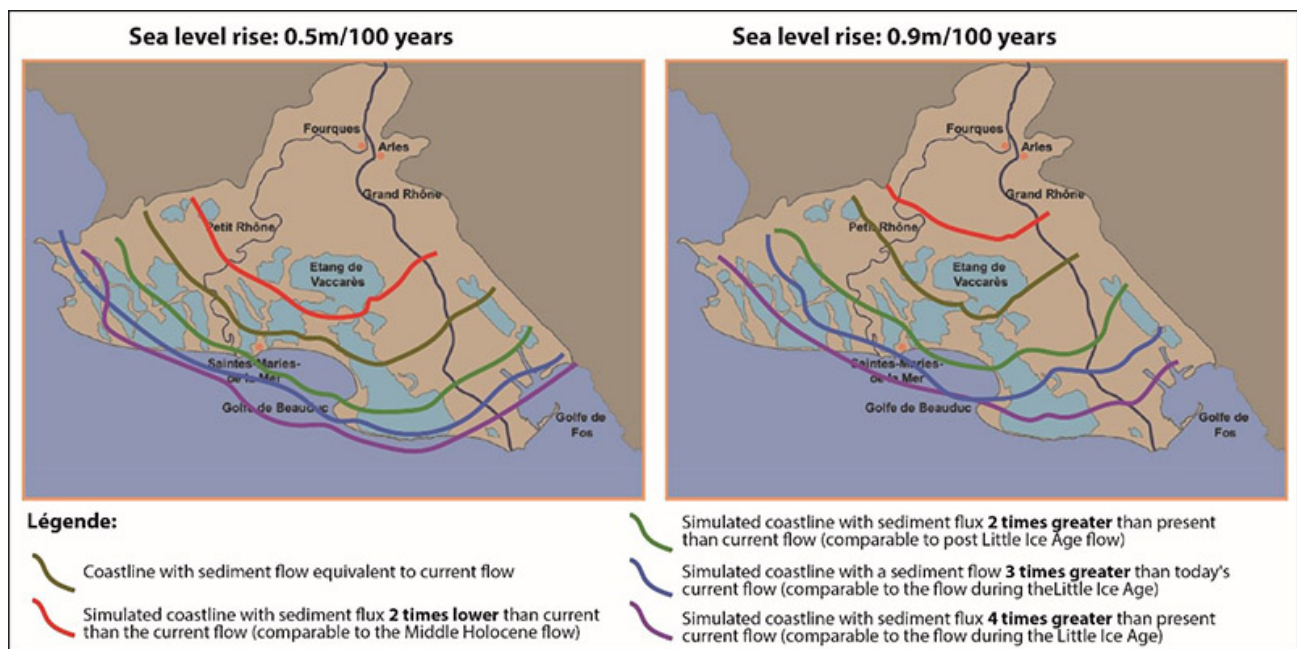 Sea level rise: 0.5m/100 years
Fourques
Arles
Grand Rhône
Petit Rhône
Etang de
Vaccarès
Saintes-Maries-
de la Mer
Golfe de Beauduc
Golfe de
Fos
Sea level rise: 0.9m/100 years
Fourques
Arles
Grand Rhône
Petit Rhône
Etang de
Vaccarès
Saintes-Maries-
de la Mer
Golfe de Beauduc
Golfe de
Fos
Légende:
Coastline with sediment flow equivalent to current flow
Simulated coastline with sediment flux 2 times lower than current
than the current flow (comparable to the Middle Holocene flow)
Simulated coastline with sediment flux 2 times greater than present
than current flow (comparable to post Little Ice Age flow)
Simulated coastline with a sediment flow 3 times greater than today's
current flow (comparable to the flow during theLittle Ice Age)
Simulated coastline with sediment flux 4 times greater than present
current flow (comparable to the flow during the Little Ice Age)